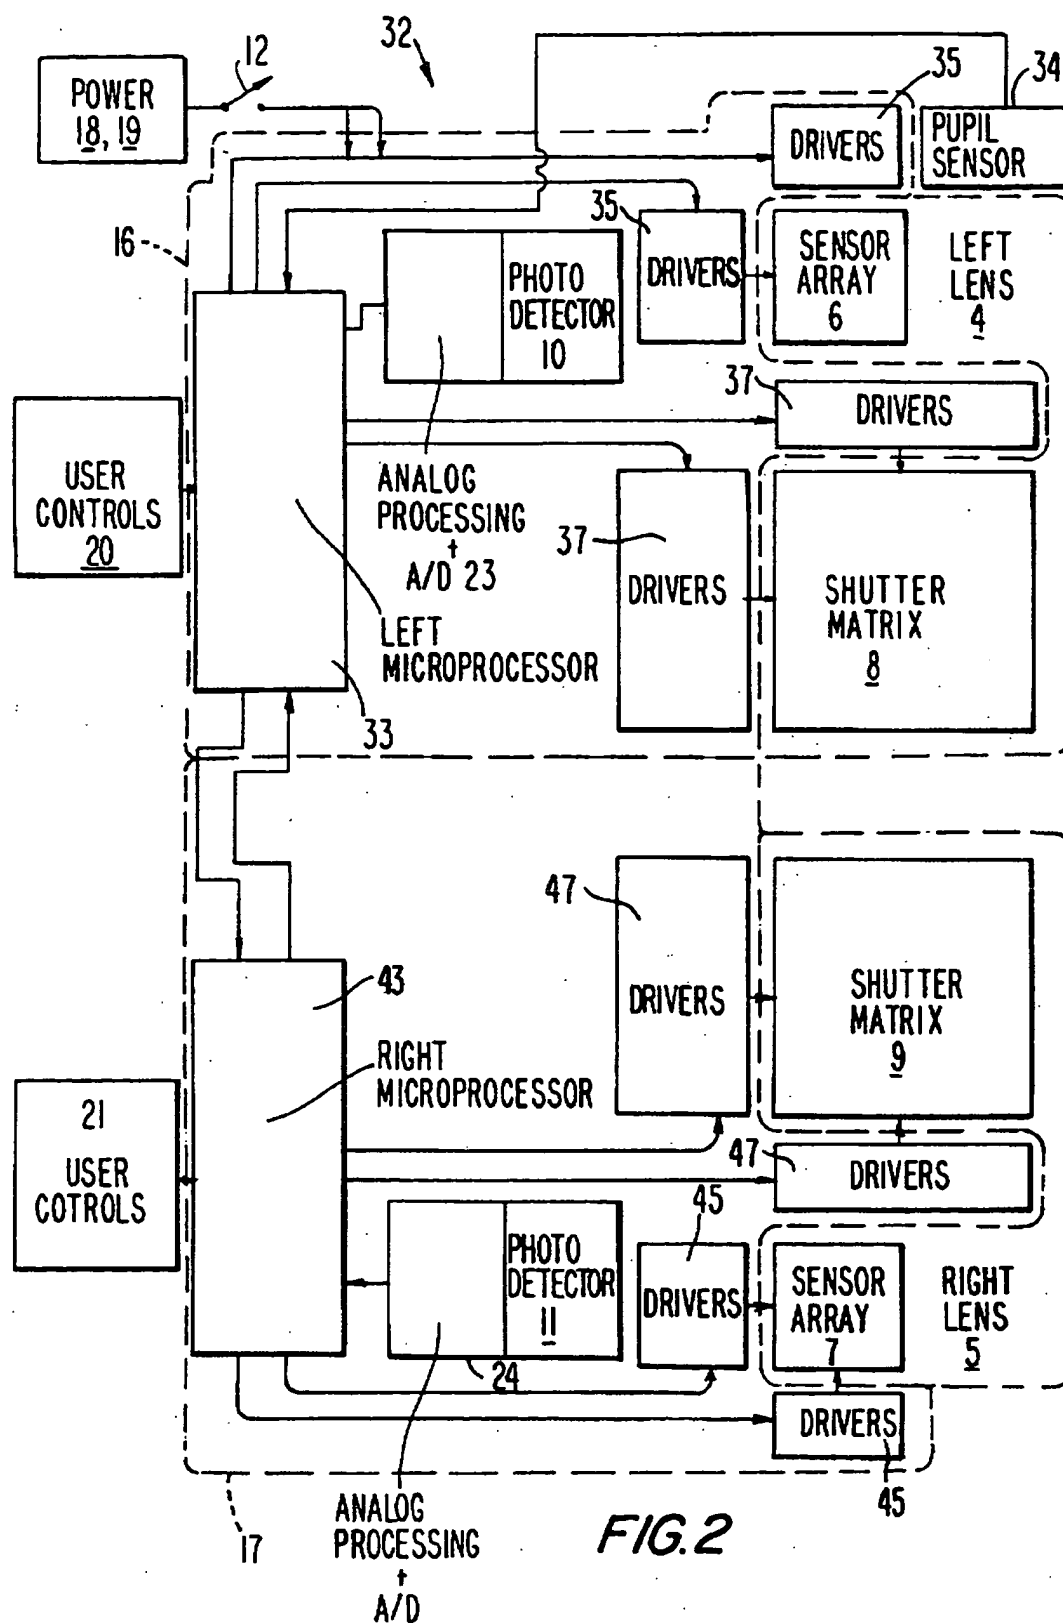 12
32
POWER
18, 19
35
34
DRIVERS
PUPIL
SENSOR
16
35
DRIVERS
SENSOR
ARRAY
6
LEFT
LENS
4
PHOTO
DETECTOR
10
37
DRIVERS
USER
CONTROLS
20
ANALOG
PROCESSING
+
A/D 23
37
DRIVERS
SHUTTER
MATRIX
8
LEFT
MICROPROCESSOR
33
47
DRIVERS
SHUTTER
MATRIX
9
43
RIGHT
MICROPROCESSOR
21
USER
COTROLS
47
DRIVERS
45
DRIVERS
PHOTO
DETECTOR
11
24
SENSOR
ARRAY
7
RIGHT
LENS
5
DRIVERS
45
17
ANALOG
PROCESSING
+
A/D
FIG.2